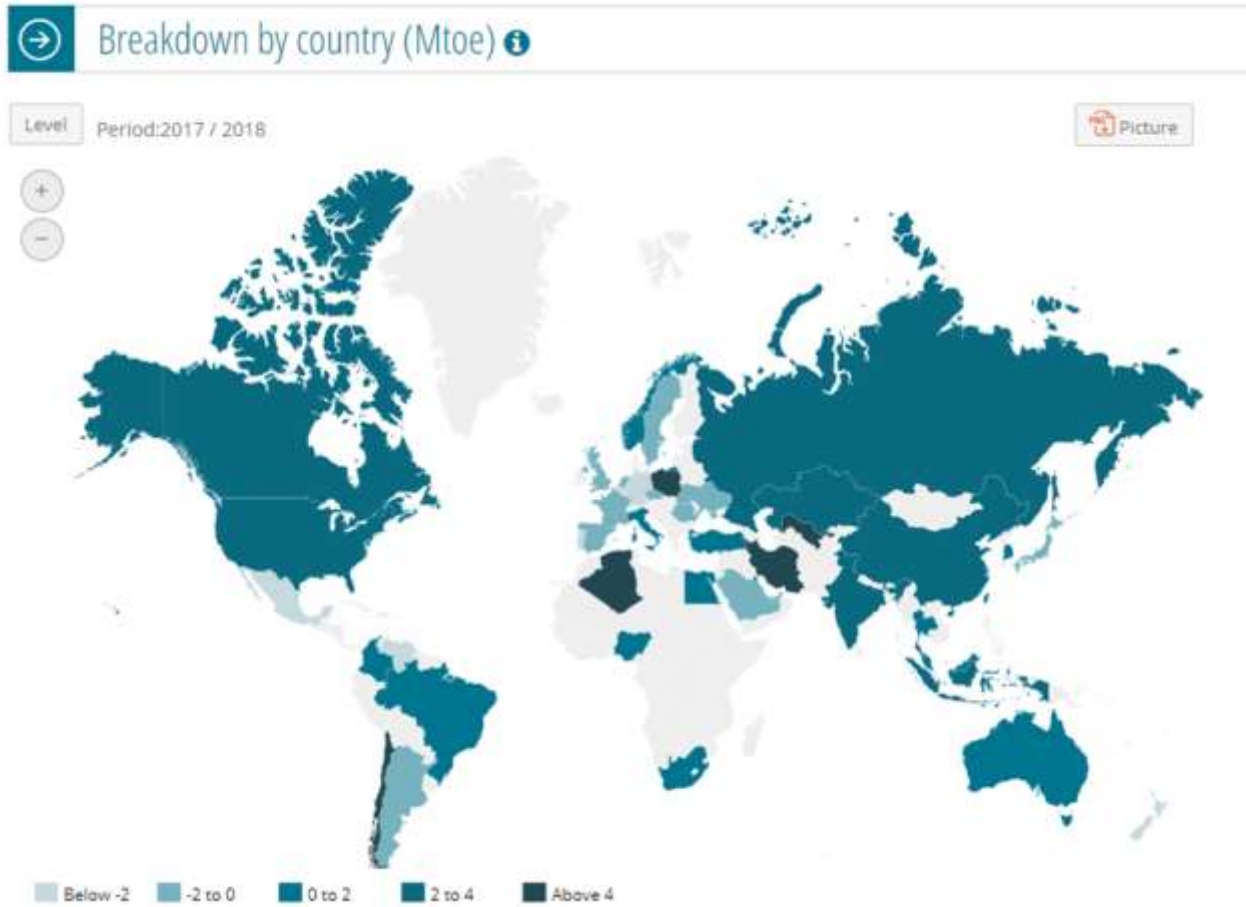 Breakdown by country (Mtoe)
Level
Period:2017 / 2018
Picture
+
−
Below -2
-2 to 0
0 to 2
2 to 4
Above 4